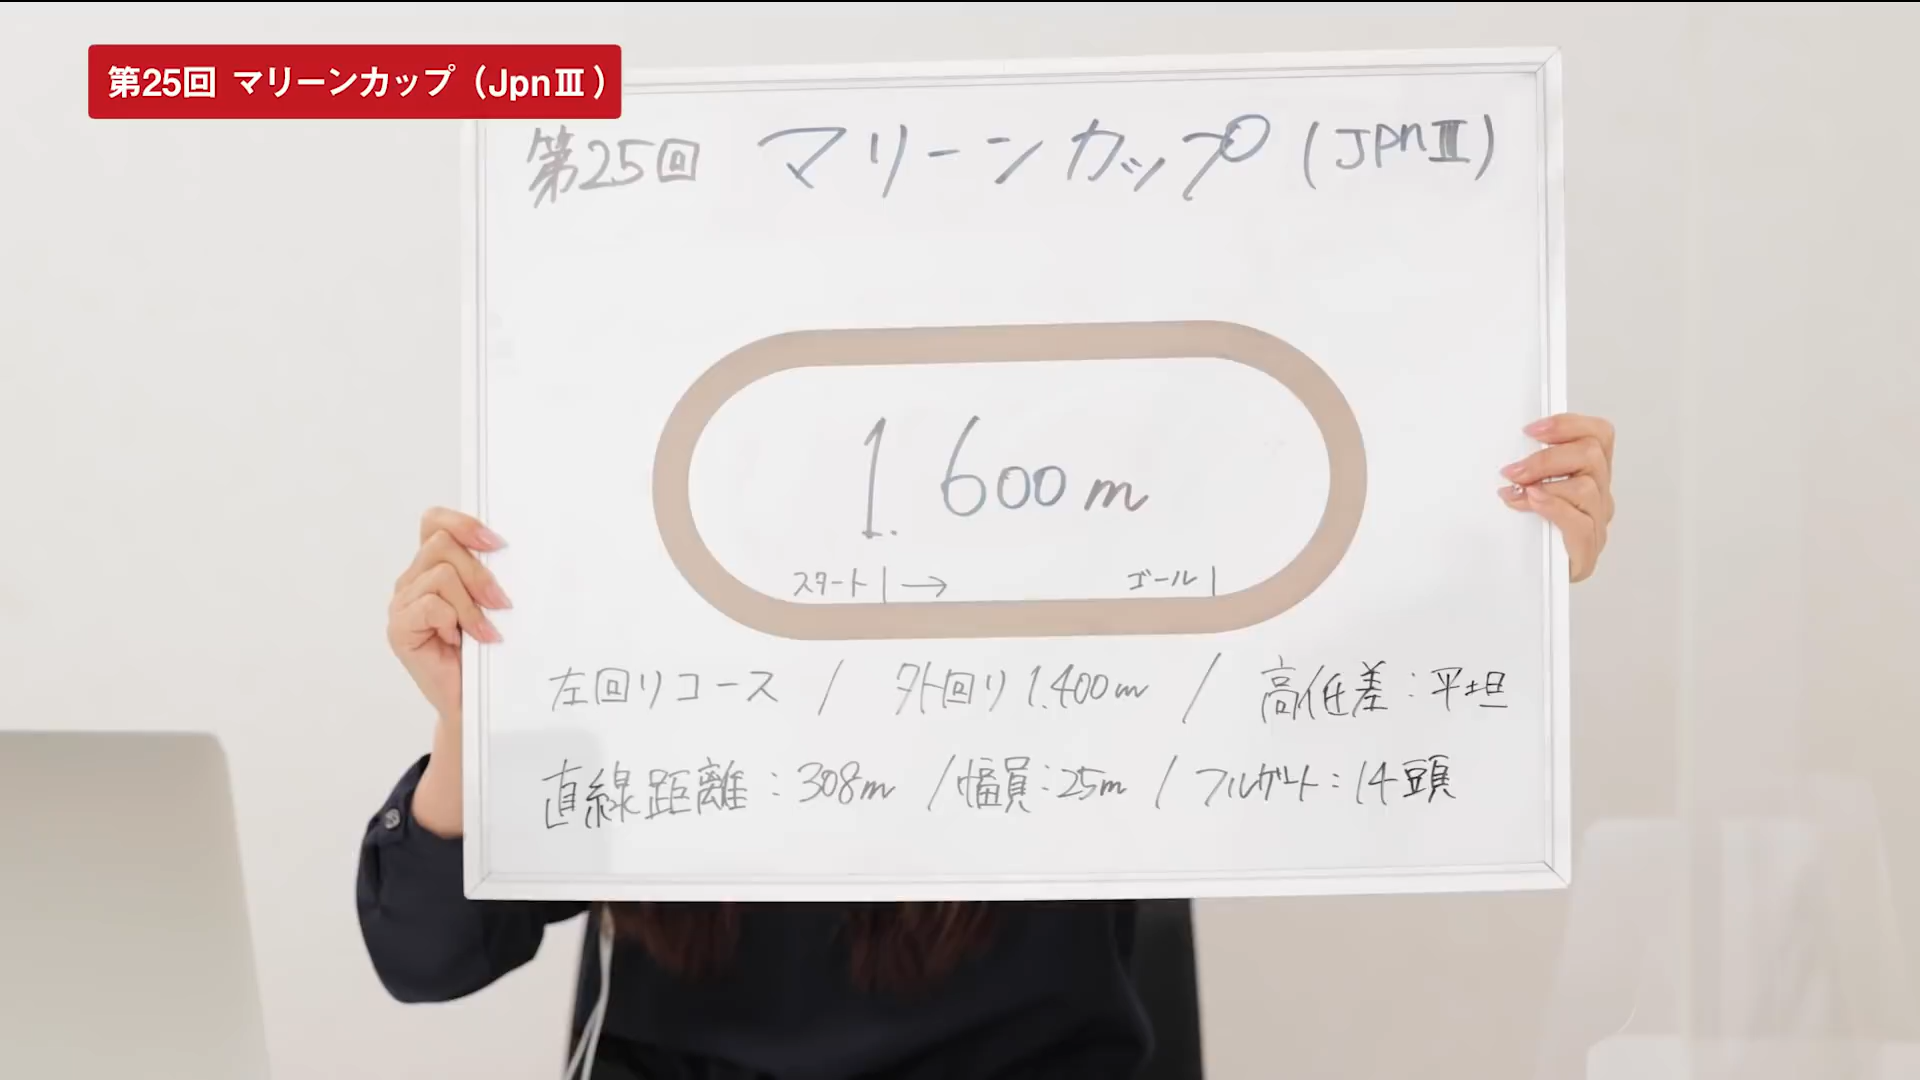 第25回 マリーンカップ（JpnⅢ）
第25回 マリーンカップ (JpnⅢ)
1.600m
スタート|→ ゴール|
左回りコース / 外回り1.400m / 高低差:平坦
直線距離:308m /幅員:25m / フルゲート:14頭